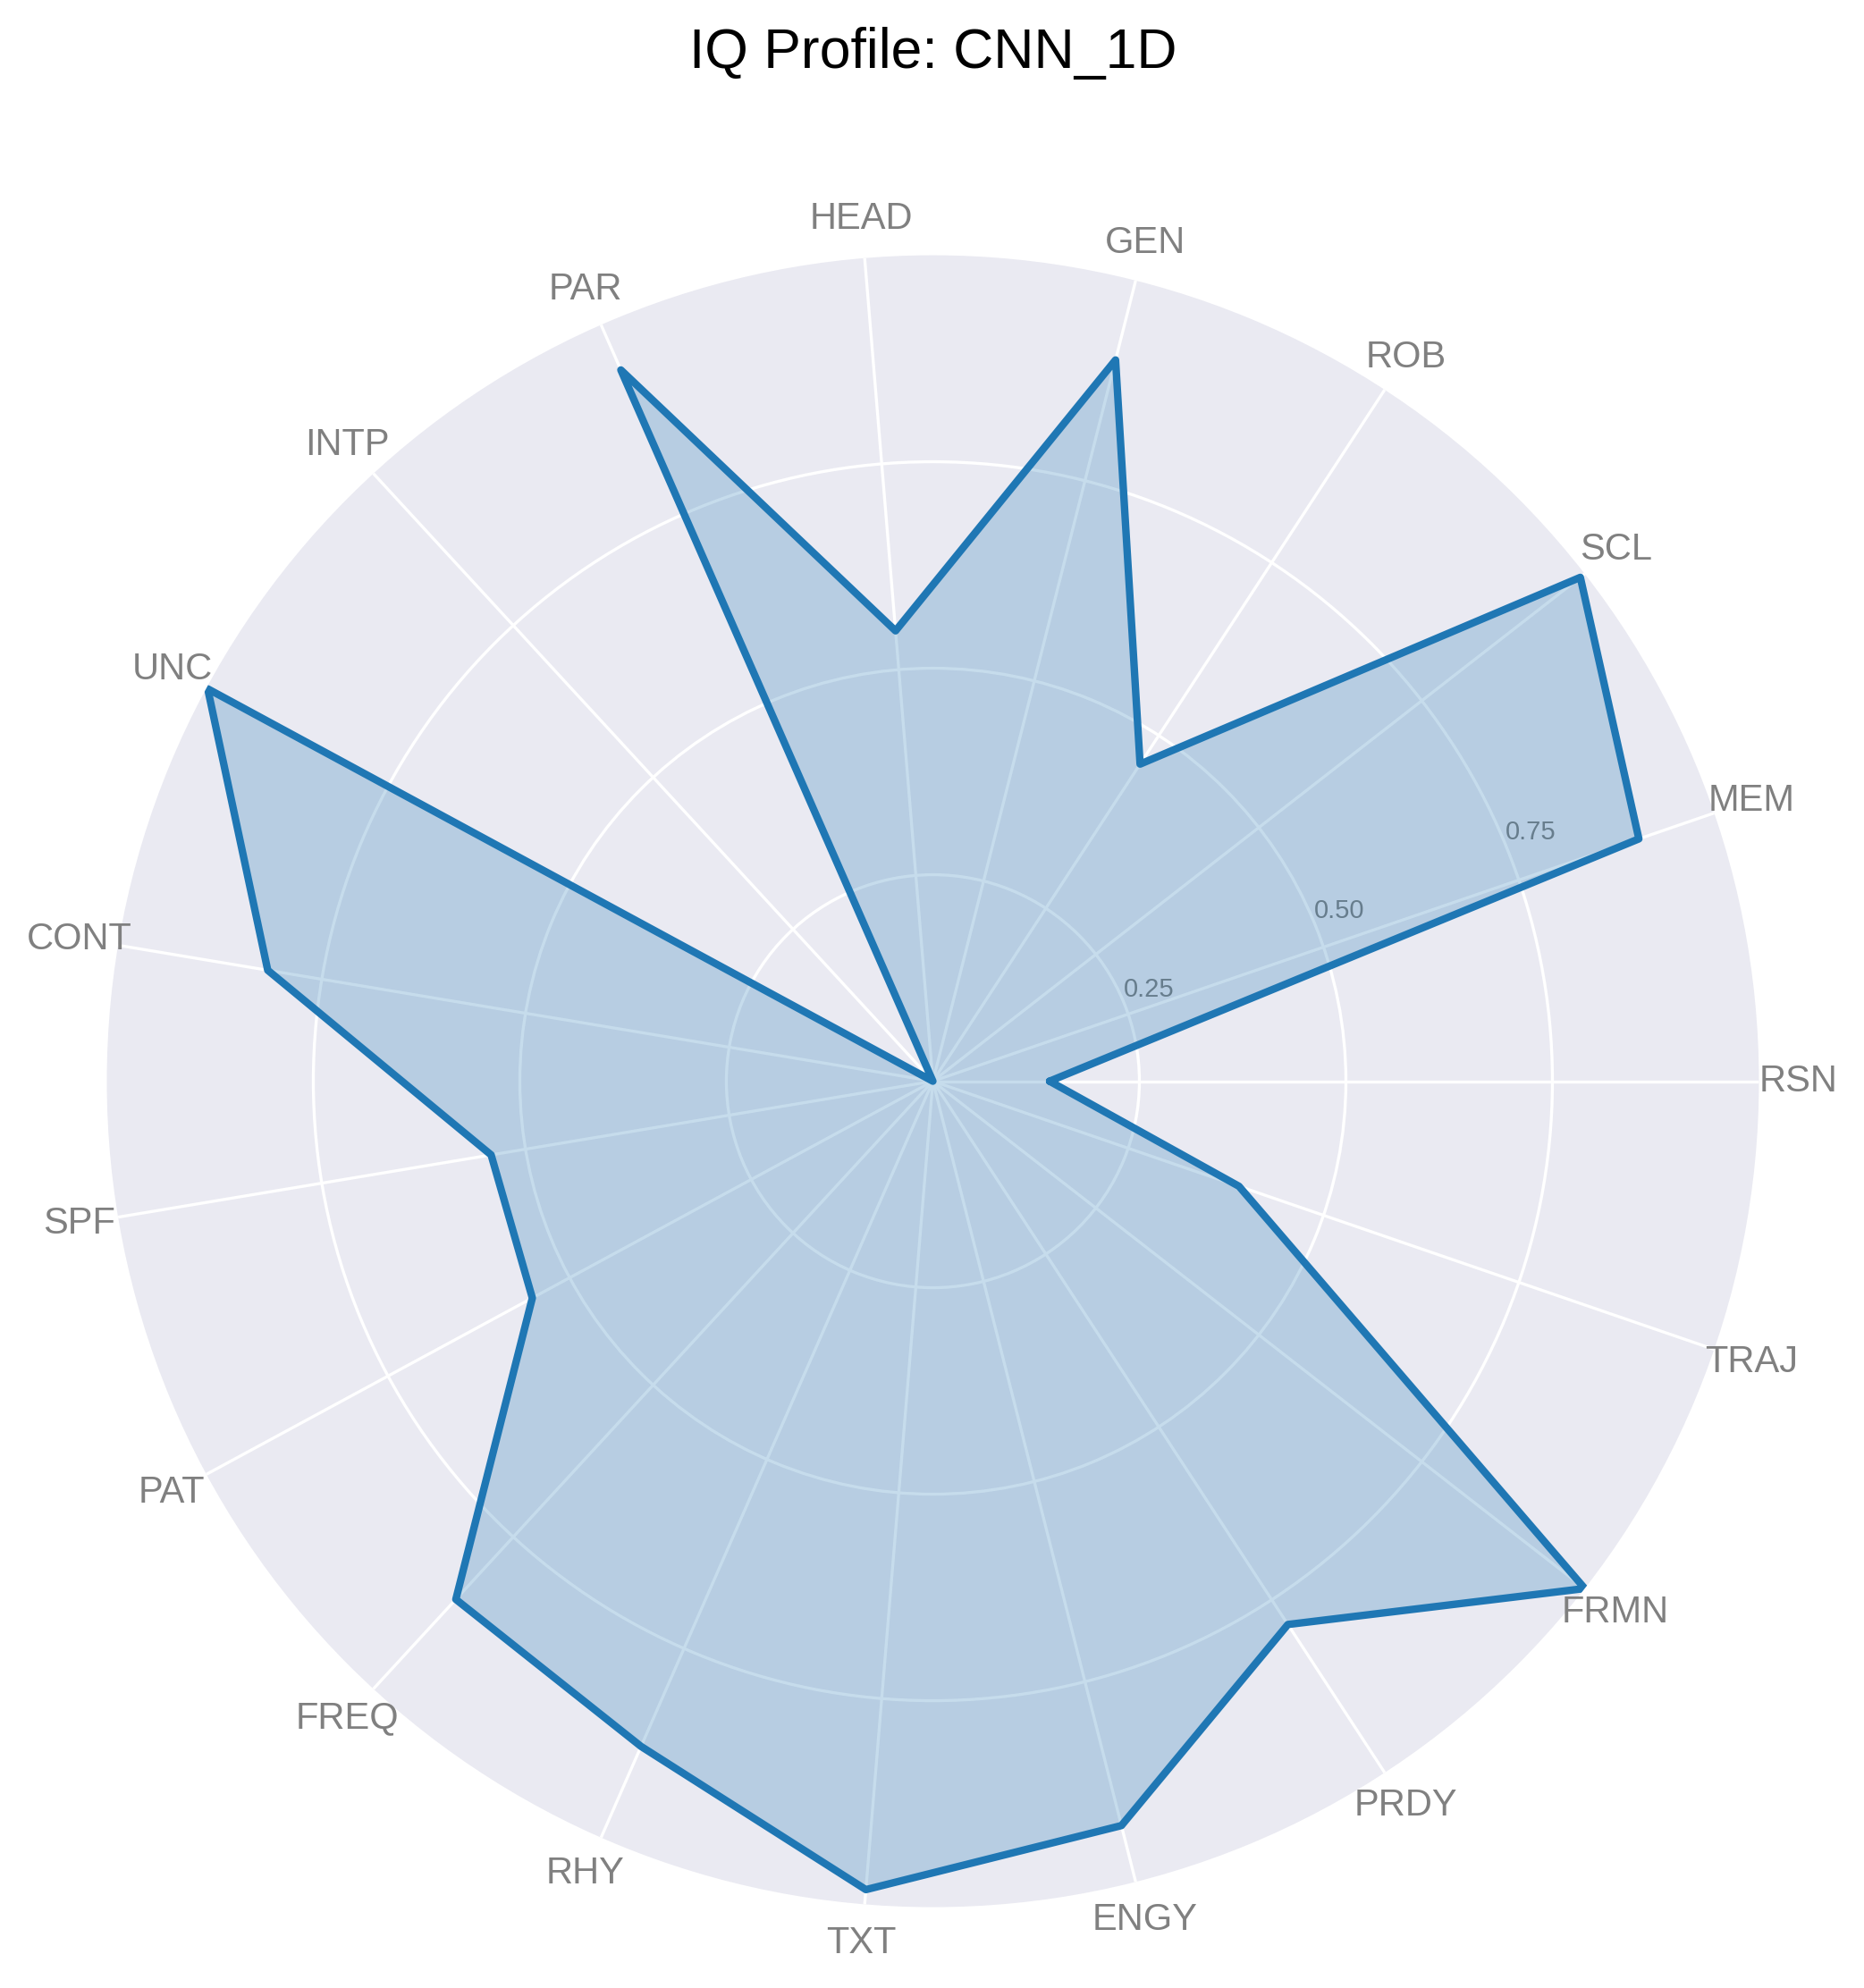 IQ Profile: CNN_1D
HEAD
GEN
PAR
ROB
INTP
SCL
UNC
MEM
0.75
0.50
CONT
0.25
RSN
SPF
TRAJ
PAT
FRMN
FREQ
PRDY
RHY
ENGY
TXT